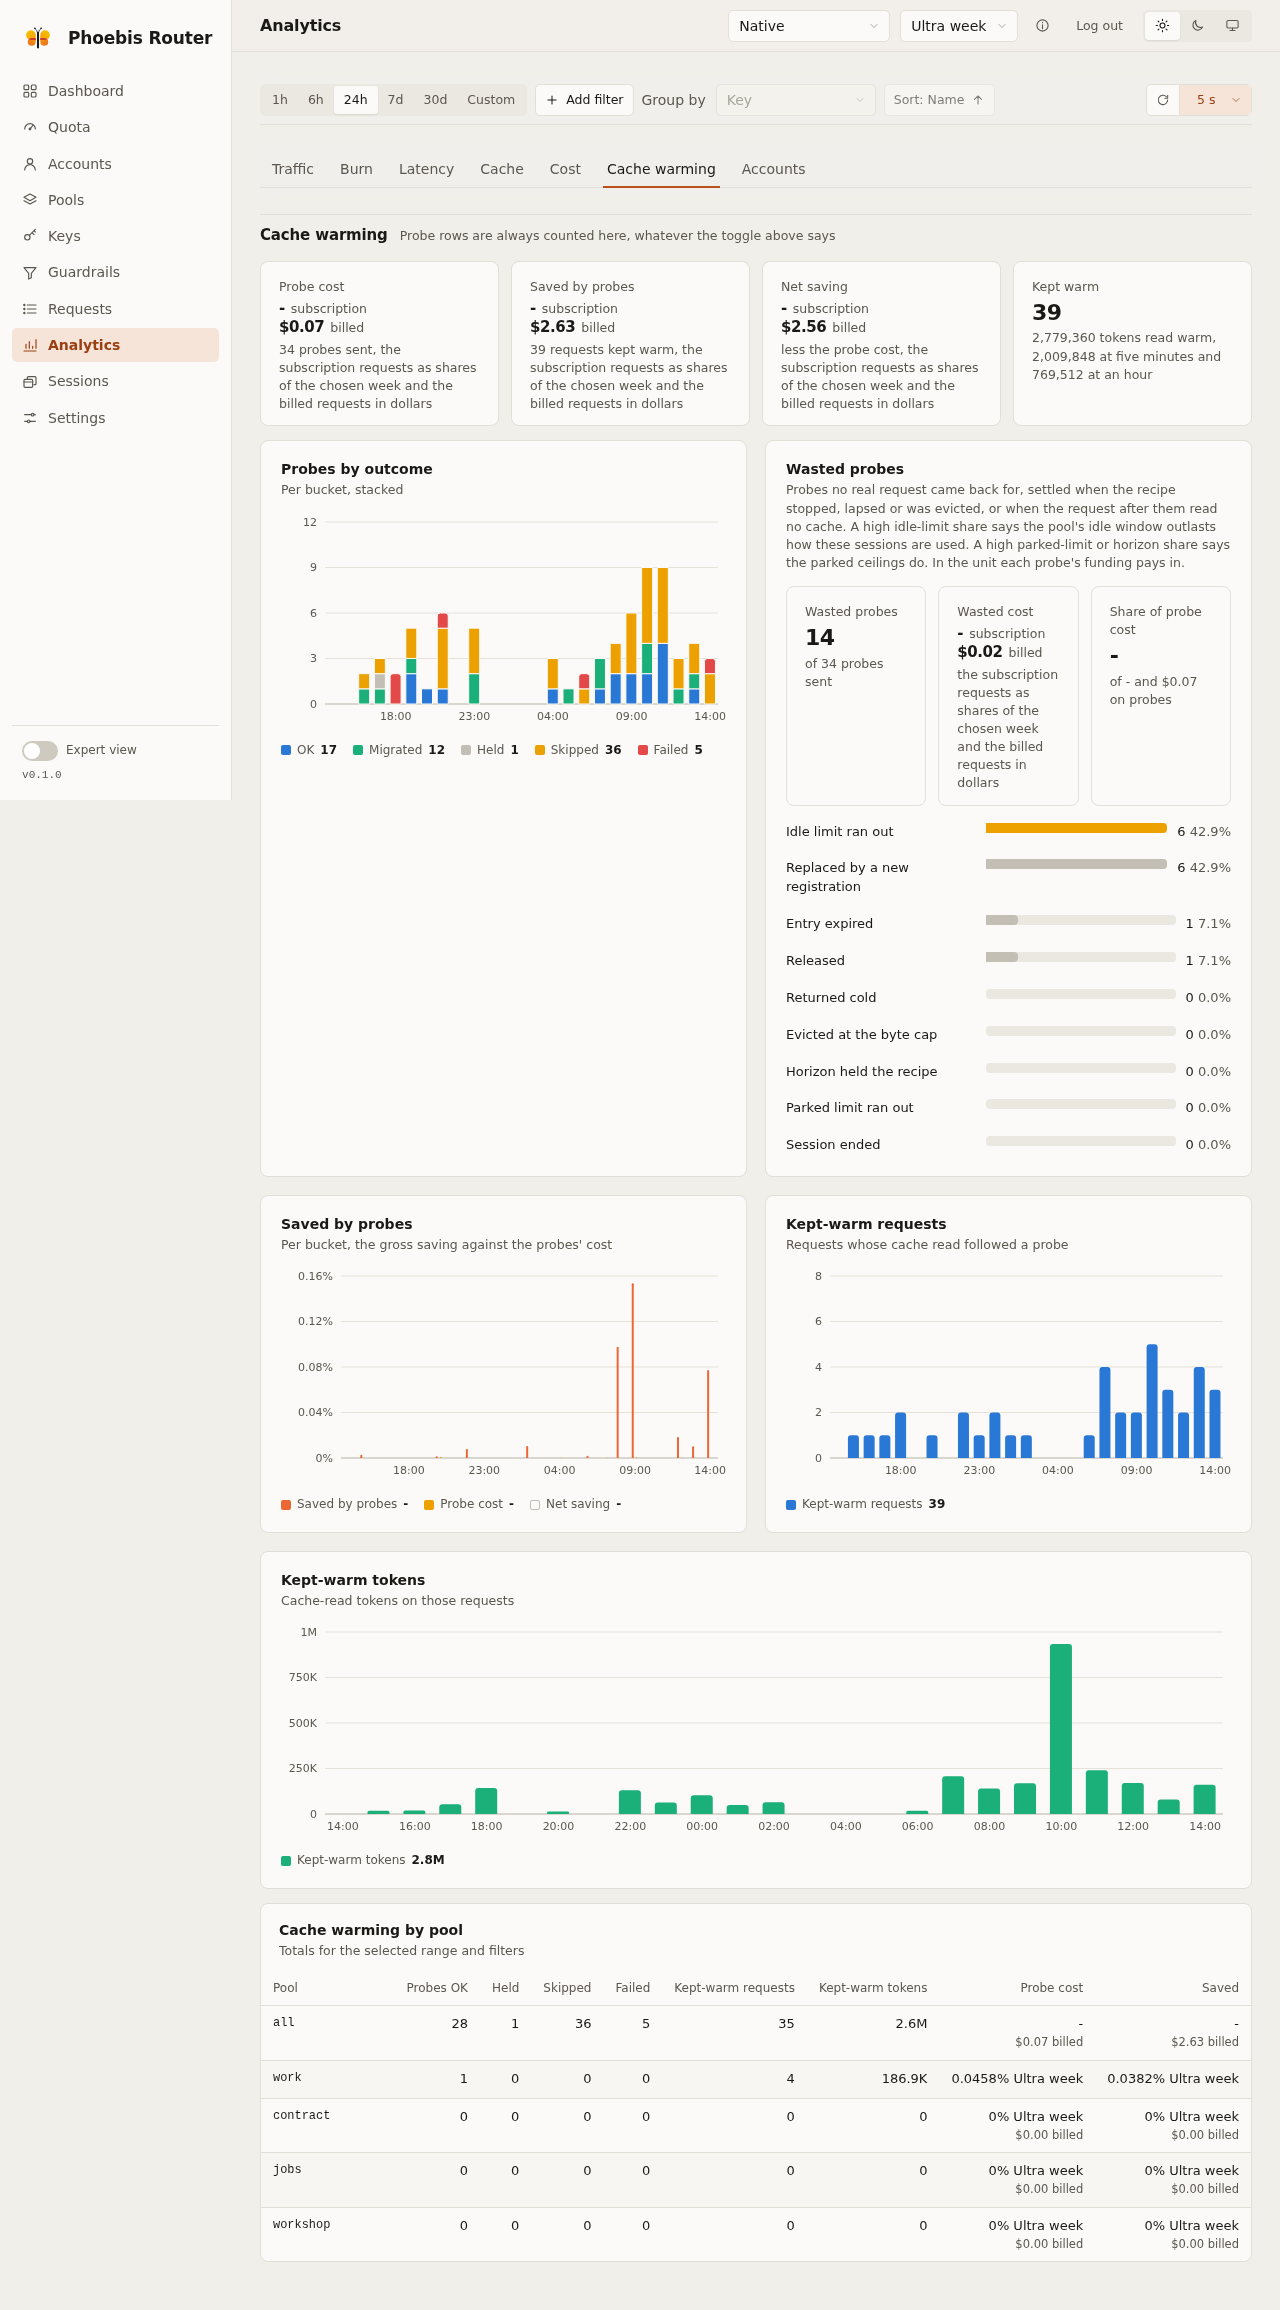 Phoebis Router
Dashboard
Quota
Accounts
Pools
Keys
Guardrails
Requests
Analytics
Sessions
Settings
Expert view
v0.1.0
Analytics
Native
Ultra week
Log out
1h 6h 24h 7d 30d Custom
Add filter
Group by
Key
Sort: Name
5 s
Traffic Burn Latency Cache Cost Cache warming Accounts
Cache warming Probe rows are always counted here, whatever the toggle above says
Probe cost
- subscription
$0.07 billed
34 probes sent, the
subscription requests as shares
of the chosen week and the
billed requests in dollars
Saved by probes
- subscription
$2.63 billed
39 requests kept warm, the
subscription requests as shares
of the chosen week and the
billed requests in dollars
Net saving
- subscription
$2.56 billed
less the probe cost, the
subscription requests as shares
of the chosen week and the
billed requests in dollars
Kept warm
39
2,779,360 tokens read warm,
2,009,848 at five minutes and
769,512 at an hour
Probes by outcome
Per bucket, stacked
12
9
6
3
0
18:00 23:00 04:00 09:00 14:00
OK 17 Migrated 12 Held 1 Skipped 36 Failed 5
Wasted probes
Probes no real request came back for, settled when the recipe
stopped, lapsed or was evicted, or when the request after them read
no cache. A high idle-limit share says the pool's idle window outlasts
how these sessions are used. A high parked-limit or horizon share says
the parked ceilings do. In the unit each probe's funding pays in.
Wasted probes
14
of 34 probes
sent
Wasted cost
- subscription
$0.02 billed
the subscription
requests as
shares of the
chosen week
and the billed
requests in
dollars
Share of probe
cost
-
of - and $0.07
on probes
Idle limit ran out 6 42.9%
Replaced by a new
registration 6 42.9%
Entry expired 1 7.1%
Released 1 7.1%
Returned cold 0 0.0%
Evicted at the byte cap 0 0.0%
Horizon held the recipe 0 0.0%
Parked limit ran out 0 0.0%
Session ended 0 0.0%
Saved by probes
Per bucket, the gross saving against the probes' cost
0.16%
0.12%
0.08%
0.04%
0%
18:00 23:00 04:00 09:00 14:00
Saved by probes - Probe cost - Net saving -
Kept-warm requests
Requests whose cache read followed a probe
8
6
4
2
0
18:00 23:00 04:00 09:00 14:00
Kept-warm requests 39
Kept-warm tokens
Cache-read tokens on those requests
1M
750K
500K
250K
0
14:00 16:00 18:00 20:00 22:00 00:00 02:00 04:00 06:00 08:00 10:00 12:00 14:00
Kept-warm tokens 2.8M
Cache warming by pool
Totals for the selected range and filters
Pool Probes OK Held Skipped Failed Kept-warm requests Kept-warm tokens Probe cost Saved
all 28 1 36 5 35 2.6M - -
$0.07 billed $2.63 billed
work 1 0 0 0 4 186.9K 0.0458% Ultra week 0.0382% Ultra week
contract 0 0 0 0 0 0 0% Ultra week 0% Ultra week
$0.00 billed $0.00 billed
jobs 0 0 0 0 0 0 0% Ultra week 0% Ultra week
$0.00 billed $0.00 billed
workshop 0 0 0 0 0 0 0% Ultra week 0% Ultra week
$0.00 billed $0.00 billed